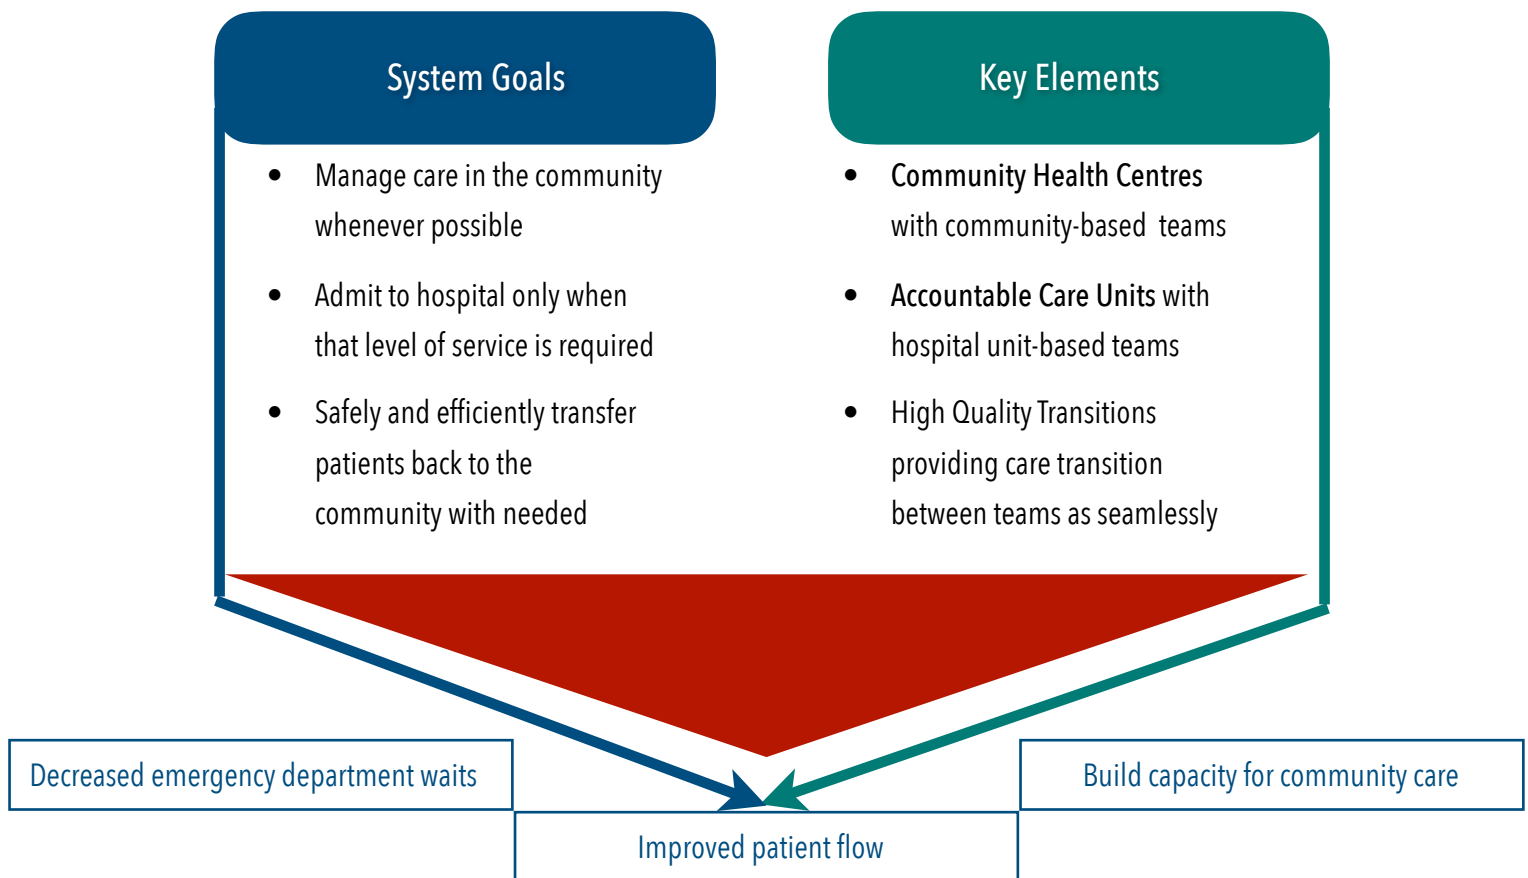 System Goals
Manage care in the community
whenever possible
Admit to hospital only when
that level of service is required
Safely and efficiently transfer
patients back to the
community with needed
Key Elements
Community Health Centres
with community-based teams
Accountable Care Units with
hospital unit-based teams
High Quality Transitions
providing care transition
between teams as seamlessly
Decreased emergency department waits
Build capacity for community care
Improved patient flow